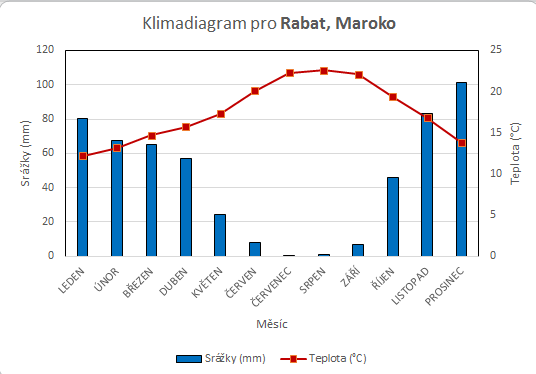 Klimadiagram pro Rabat, Maroko
120
100
80
60
40
20
0
Srážky (mm)
25
20
15
10
5
0
Teplota (°C)
LEDEN
ÚNOR
BŘEZEN
DUBEN
KVĚTEN
ČERVEN
ČERVENEC
SRPEN
ZÁŘÍ
ŘÍJEN
LISTOPAD
PROSINEC
Měsíc
Srážky (mm)
Teplota (°C)